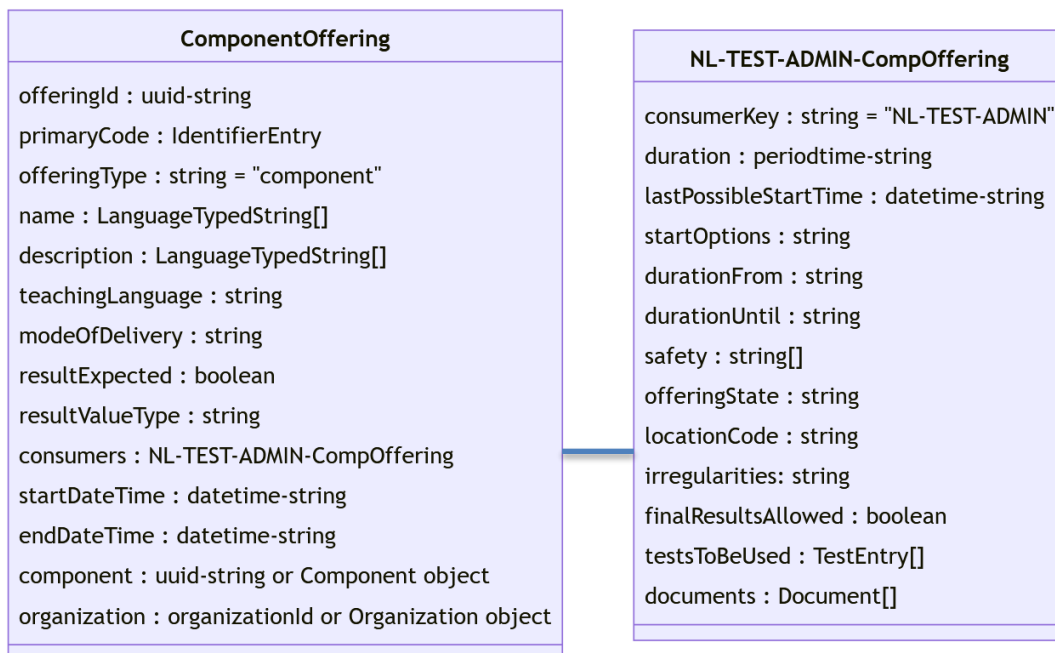 ComponentOffering
offeringId : uuid-string
primaryCode : IdentifierEntry
offeringType : string = "component"
name : LanguageTypedString[]
description : LanguageTypedString[]
teachingLanguage : string
modeOfDelivery : string
resultExpected : boolean
resultValueType : string
consumers : NL-TEST-ADMIN-CompOffering
startDateTime : datetime-string
endDateTime : datetime-string
component : uuid-string or Component object
organization : organizationId or Organization object
NL-TEST-ADMIN-CompOffering
consumerKey : string = "NL-TEST-ADMIN"
duration : periodtime-string
lastPossibleStartTime : datetime-string
startOptions : string
durationFrom : string
durationUntil : string
safety : string[]
offeringState : string
locationCode : string
irregularities: string
finalResultsAllowed : boolean
testsToBeUsed : TestEntry[]
documents : Document[]